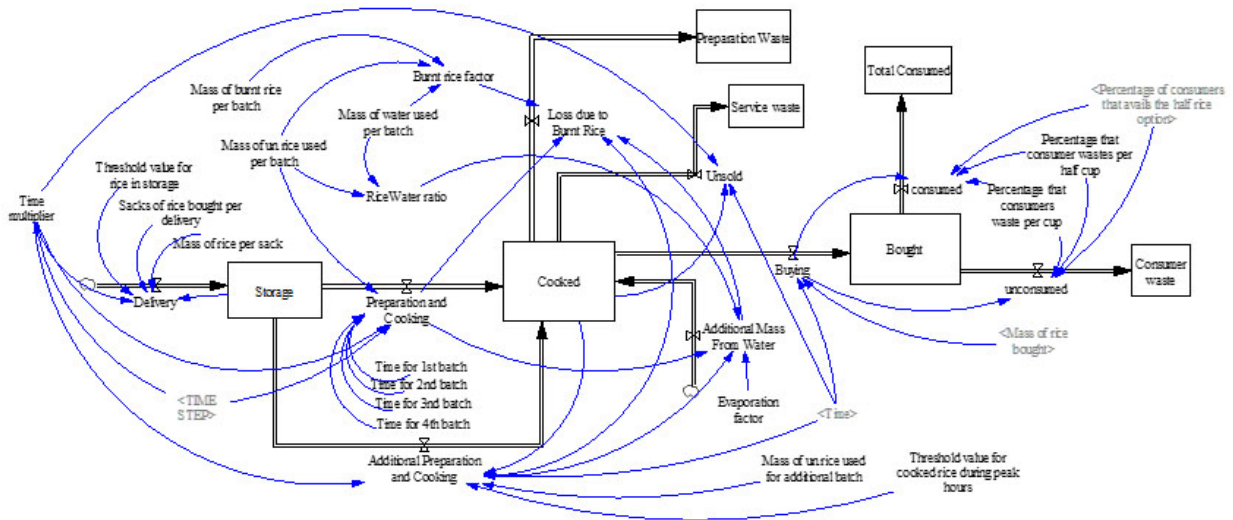 Preparation Waste
Total Consumed
Burnt rice factor
Mass of burnt rice
per batch
<Percentage of consumers
that avails the half rice
option>
Service waste
Mass of water used
per batch
Loss due to
Burnt Rice
Mass of un rice used
per batch
Percentage that
consumer wastes per
half cup
Threshold value for
rice in storage
Unsold
consumed
Rice Water ratio
Percentage that
consumers
waste per cup
Time
multiplier
Sacks of rice bought per
delivery
Mass of rice per sack
Bought
Buying
Consumer
waste
Cooked
Storage
Delivery
Preparation and
Cooking
unconsumed
Additional Mass
From Water
<Mass of rice
bought>
Time for 1st batch
Time for 2nd batch
Time for 3nd batch
Time for 4th batch
<TIME
STEP>
Evaporation
factor
<Time>
Additional Preparation
and Cooking
Mass of un rice used
for additional batch
Threshold value for
cooked rice during peak
hours